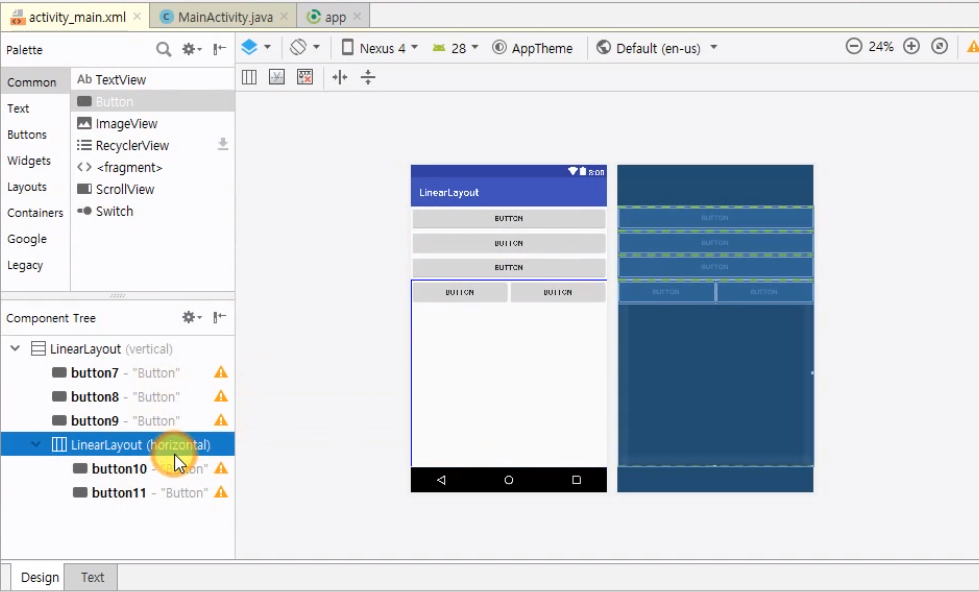 activity_main.xml
MainActivity.java
app
Palette
Nexus 4
28
AppTheme
Default (en-us)
24%
Common
Text
Buttons
Widgets
Layouts
Containers
Google
Legacy
Ab TextView
Button
ImageView
RecyclerView
<fragment>
ScrollView
Switch
8:00
LinearLayout
BUTTON
BUTTON
BUTTON
BUTTON BUTTON
BUTTON
BUTTON
BUTTON
BUTTON BUTTON
Component Tree
LinearLayout (vertical)
button7 - "Button"
button8 - "Button"
button9 - "Button"
LinearLayout (horizontal)
button10 - "Button"
button11 - "Button"
Design
Text